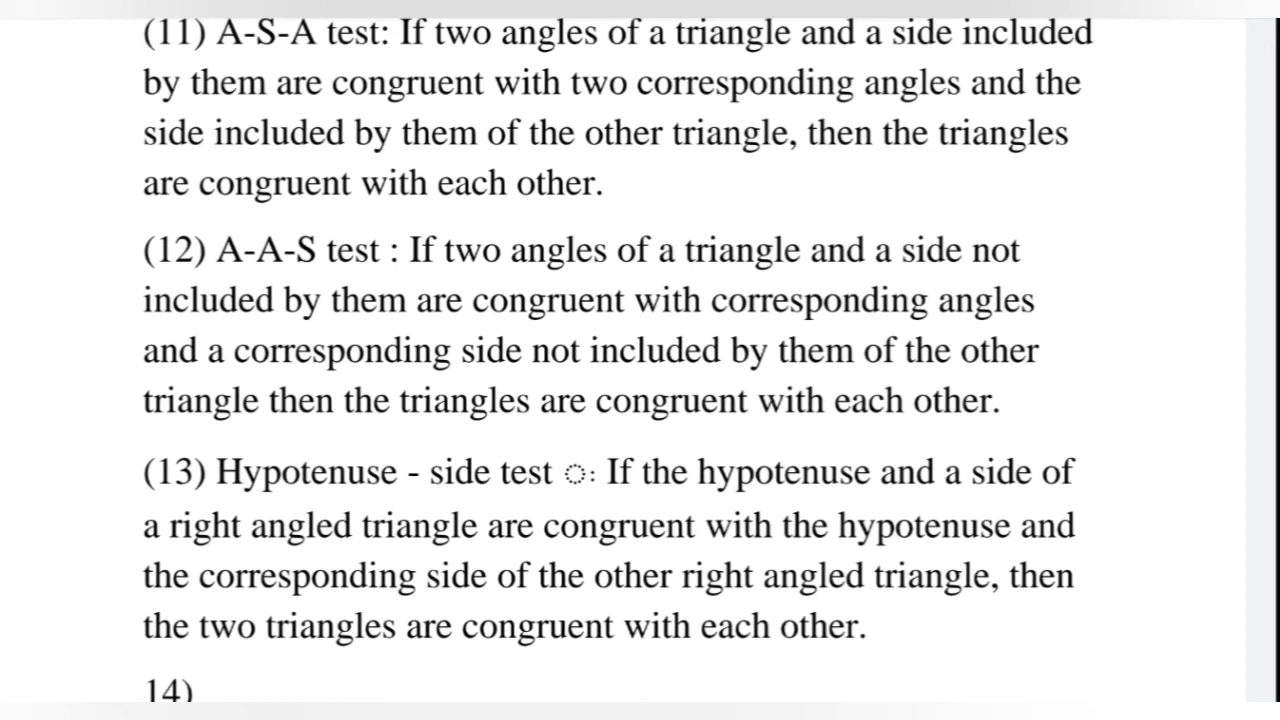 (11) A-S-A test: If two angles of a triangle and a side included
by them are congruent with two corresponding angles and the
side included by them of the other triangle, then the triangles
are congruent with each other.
(12) A-A-S test : If two angles of a triangle and a side not
included by them are congruent with corresponding angles
and a corresponding side not included by them of the other
triangle then the triangles are congruent with each other.
(13) Hypotenuse - side test ः If the hypotenuse and a side of
a right angled triangle are congruent with the hypotenuse and
the corresponding side of the other right angled triangle, then
the two triangles are congruent with each other.
14)